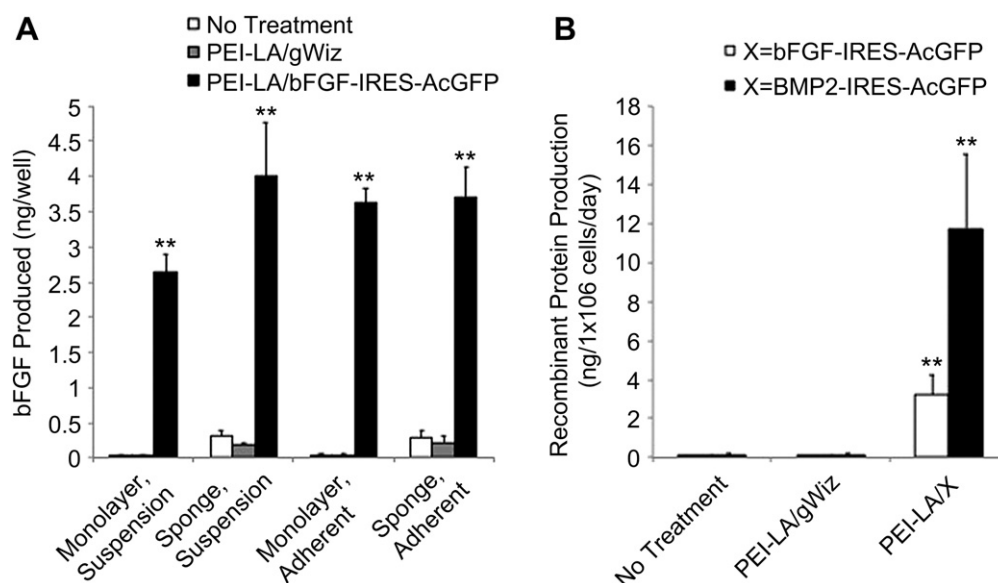 A
No Treatment
PEI-LA/gWiz
PEI-LA/bFGF-IRES-AcGFP
bFGF Produced (ng/well)
5
4.5
4
3.5
3
2.5
2
1.5
1
0.5
0
**
**
**
**
Monolayer,
Suspension
Sponge,
Suspension
Monolayer,
Adherent
Sponge,
Adherent
B
X=bFGF-IRES-AcGFP
X=BMP2-IRES-AcGFP
Recombinant Protein Production
(ng/1x106 cells/day)
18
16
14
12
10
8
6
4
2
0
**
**
No Treatment
PEI-LA/gWiz
PEI-LA/X